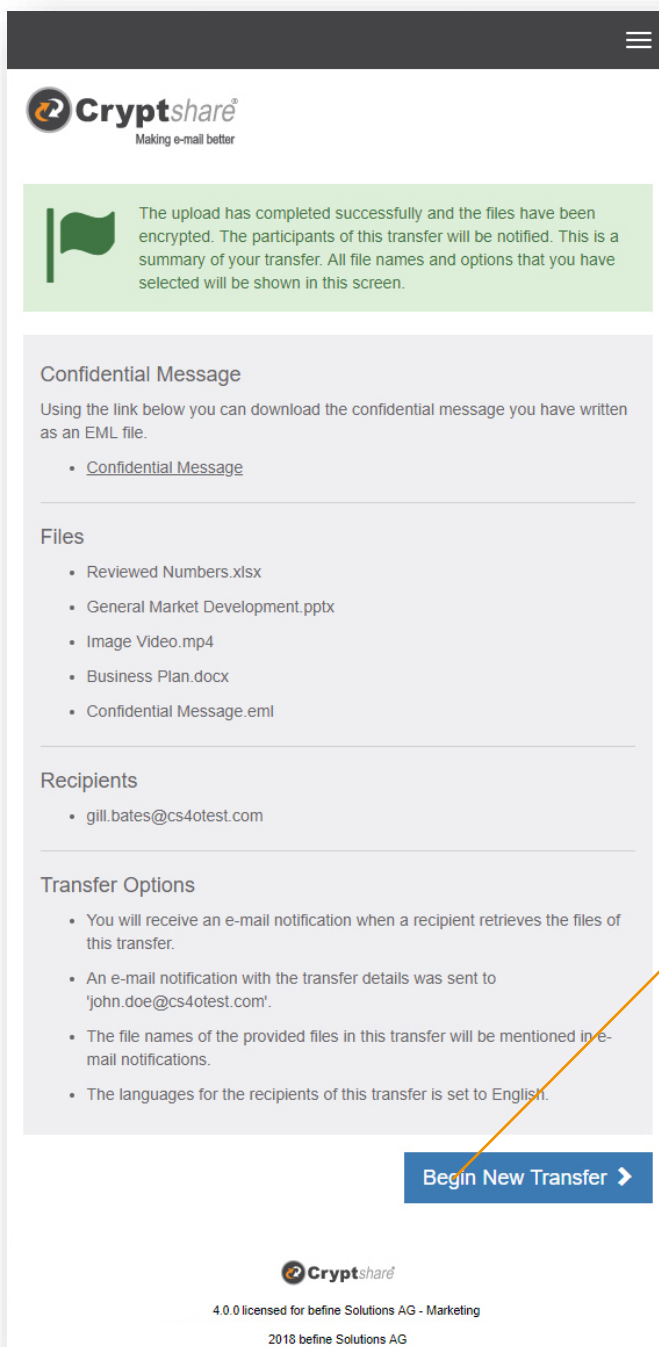 Cryptshare®
Making e-mail better
The upload has completed successfully and the files have been
encrypted. The participants of this transfer will be notified. This is a
summary of your transfer. All file names and options that you have
selected will be shown in this screen.
Confidential Message
Using the link below you can download the confidential message you have written
as an EML file.
• Confidential Message
Files
• Reviewed Numbers.xlsx
• General Market Development.pptx
• Image Video.mp4
• Business Plan.docx
• Confidential Message.eml
Recipients
• gill.bates@cs4otest.com
Transfer Options
• You will receive an e-mail notification when a recipient retrieves the files of
this transfer.
• An e-mail notification with the transfer details was sent to
'john.doe@cs4otest.com'.
• The file names of the provided files in this transfer will be mentioned in e-
mail notifications.
• The languages for the recipients of this transfer is set to English.
Begin New Transfer
Cryptshare®
4.0.0 licensed for befine Solutions AG - Marketing
2018 befine Solutions AG